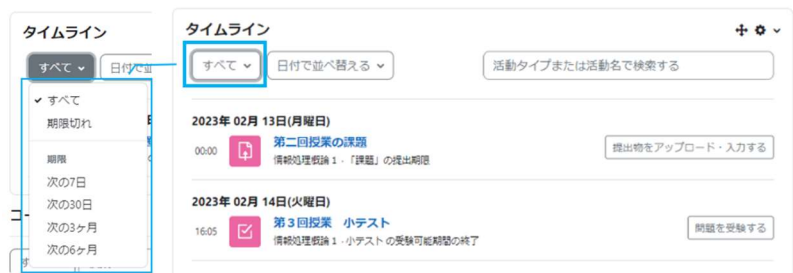 タイムライン
すべて
日付で並
✓ すべて
期限切れ
期限
次の7日
次の30日
次の3ヶ月
次の6ヶ月
タイムライン
すべて 日付で並べ替える 活動タイプまたは活動名で検索する
2023年 02月 13日(月曜日)
00:00 第二回授業の課題 提出物をアップロード・入力する
情報処理概論１ · 「課題」の提出期限
2023年 02月 14日(火曜日)
16:05 第３回授業　小テスト 問題を受験する
情報処理概論１ · 小テスト の受験可能期間の終了